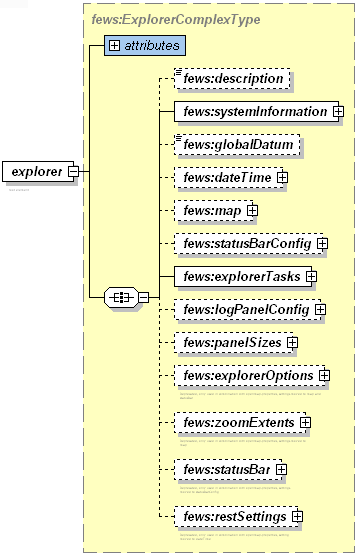 fews:ExplorerComplexType
attributes
fews:description
fews:systemInformation
fews:globalDatum
explorer
fews:dateTime
fews:map
fews:statusBarConfig
fews:explorerTasks
fews:logPanelConfig
fews:panelSizes
fews:explorerOptions
fews:zoomExtents
fews:statusBar
fews:restSettings